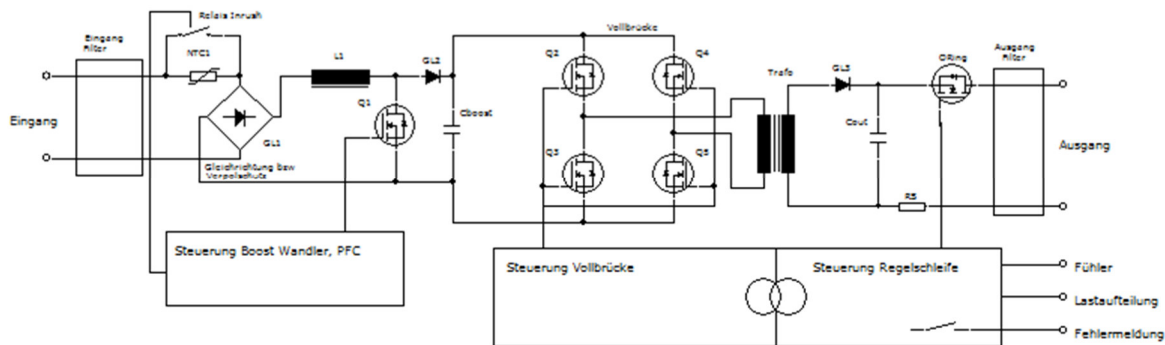 Relais Inrush
Eingang
Filter
NTC1
L1
GL2
Vollbrücke
Q2
Q4
Trafo
GL3
ORing
Ausgang
Filter
Q1
Eingang
Cboost
Cout
Ausgang
GL1
Q3
Q5
Gleichrichtung bzw
Verpolschutz
RS
Steuerung Boost Wandler, PFC
Steuerung Vollbrücke
Steuerung Regelschleife
Fühler
Lastaufteilung
Fehlermeldung